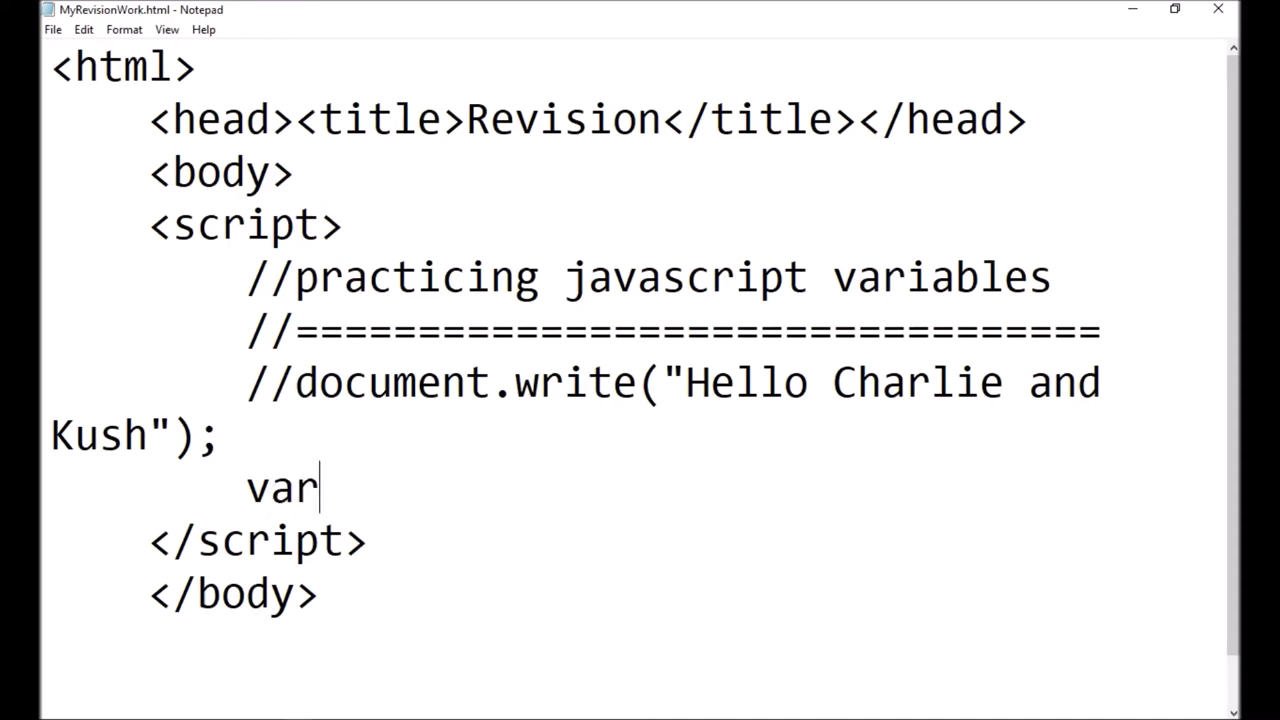 MyRevisionWork.html - Notepad
File Edit Format View Help
<html>
<head><title>Revision</title></head>
<body>
<script>
//practicing javascript variables
//=================================
//document.write("Hello Charlie and
Kush");
var
</script>
</body>